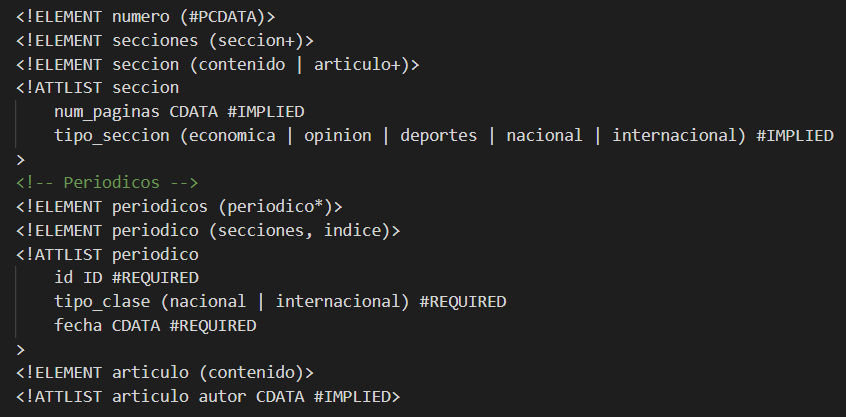 <!ELEMENT numero (#PCDATA)>
<!ELEMENT secciones (seccion+)>
<!ELEMENT seccion (contenido | articulo+)>
<!ATTLIST seccion
    num_paginas CDATA #IMPLIED
    tipo_seccion (economica | opinion | deportes | nacional | internacional) #IMPLIED
>
<!-- Periodicos -->
<!ELEMENT periodicos (periodico*)>
<!ELEMENT periodico (secciones, indice)>
<!ATTLIST periodico
    id ID #REQUIRED
    tipo_clase (nacional | internacional) #REQUIRED
    fecha CDATA #REQUIRED
>
<!ELEMENT articulo (contenido)>
<!ATTLIST articulo autor CDATA #IMPLIED>